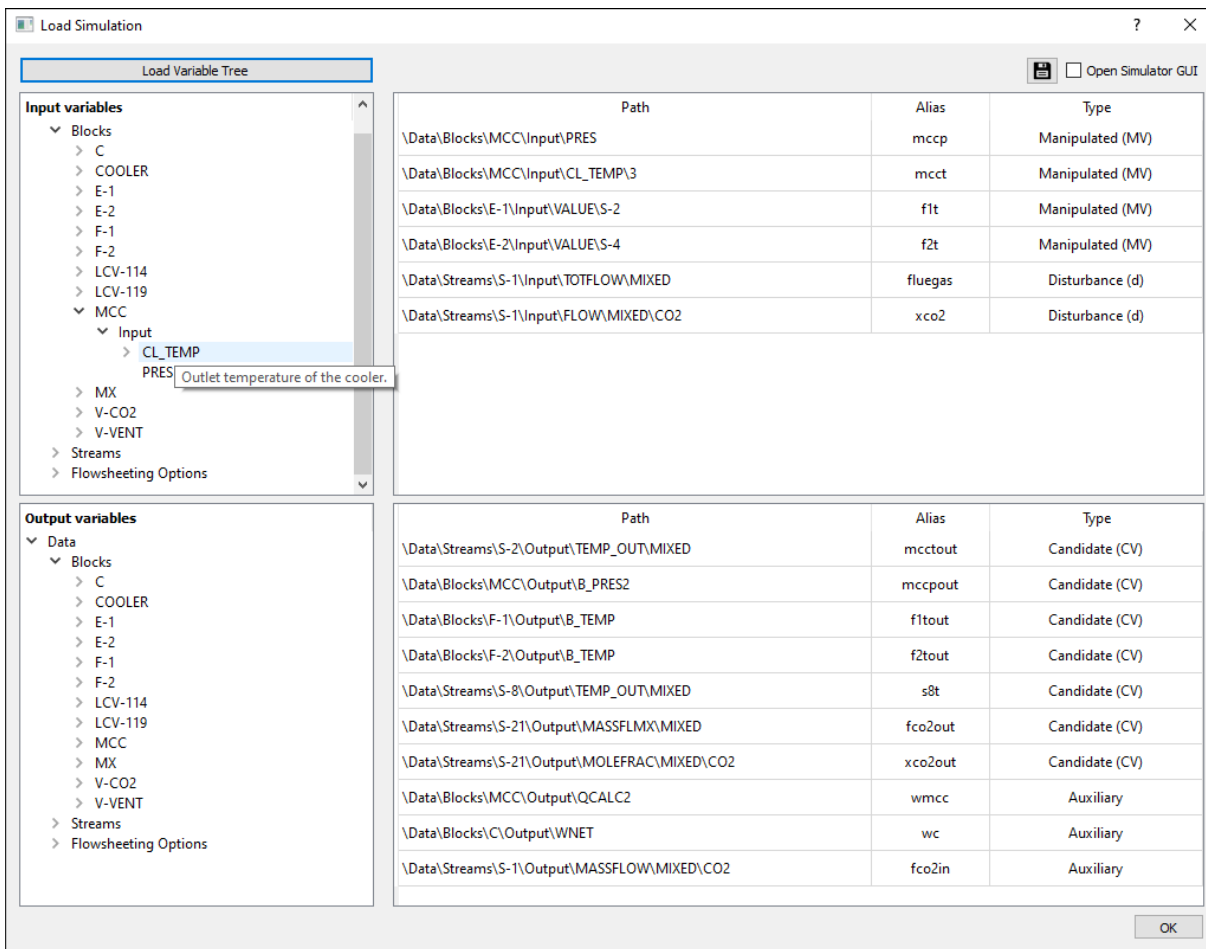 Load Simulation
?
Load Variable Tree
Open Simulator GUI
Input variables
Blocks
C
COOLER
E-1
E-2
F-1
F-2
LCV-114
LCV-119
MCC
Input
CL_TEMP
PRES
Outlet temperature of the cooler.
MX
V-CO2
V-VENT
Streams
Flowsheeting Options
Path Alias Type
\Data\Blocks\MCC\Input\PRES mccp Manipulated (MV)
\Data\Blocks\MCC\Input\CL_TEMP\3 mcct Manipulated (MV)
\Data\Blocks\E-1\Input\VALUE\S-2 f1t Manipulated (MV)
\Data\Blocks\E-2\Input\VALUE\S-4 f2t Manipulated (MV)
\Data\Streams\S-1\Input\TOTFLOW\MIXED fluegas Disturbance (d)
\Data\Streams\S-1\Input\FLOW\MIXED\CO2 xco2 Disturbance (d)
Output variables
Data
Blocks
C
COOLER
E-1
E-2
F-1
F-2
LCV-114
LCV-119
MCC
MX
V-CO2
V-VENT
Streams
Flowsheeting Options
Path Alias Type
\Data\Streams\S-2\Output\TEMP_OUT\MIXED mcctout Candidate (CV)
\Data\Blocks\MCC\Output\B_PRES2 mccpout Candidate (CV)
\Data\Blocks\F-1\Output\B_TEMP f1tout Candidate (CV)
\Data\Blocks\F-2\Output\B_TEMP f2tout Candidate (CV)
\Data\Streams\S-8\Output\TEMP_OUT\MIXED s8t Candidate (CV)
\Data\Streams\S-21\Output\MASSFLMX\MIXED fco2out Candidate (CV)
\Data\Streams\S-21\Output\MOLEFRAC\MIXED\CO2 xco2out Candidate (CV)
\Data\Blocks\MCC\Output\QCALC2 wmcc Auxiliary
\Data\Blocks\C\Output\WNET wc Auxiliary
\Data\Streams\S-1\Output\MASSFLOW\MIXED\CO2 fco2in Auxiliary
OK